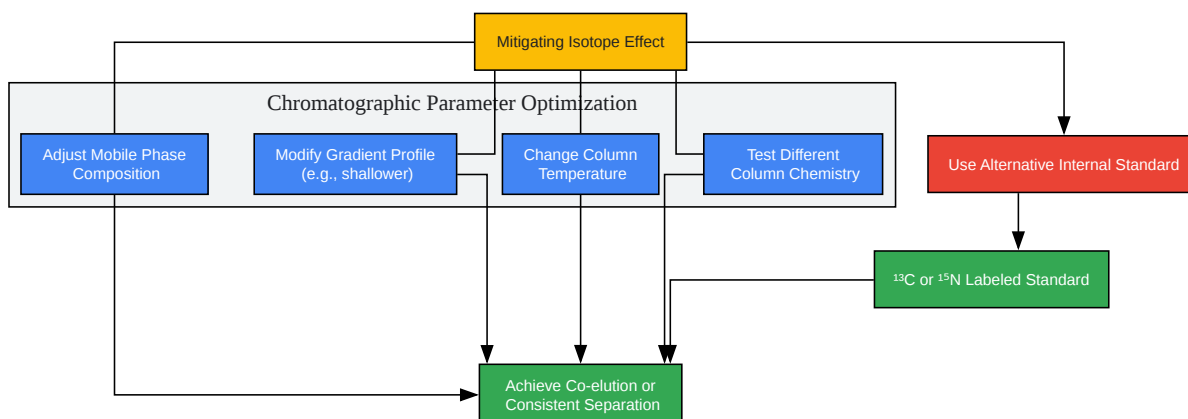 Mitigating Isotope Effect
Chromatographic Parameter Optimization
Adjust Mobile Phase
Composition
Modify Gradient Profile
(e.g., shallower)
Change Column
Temperature
Test Different
Column Chemistry
Use Alternative Internal Standard
¹³C or ¹⁵N Labeled Standard
Achieve Co-elution or
Consistent Separation